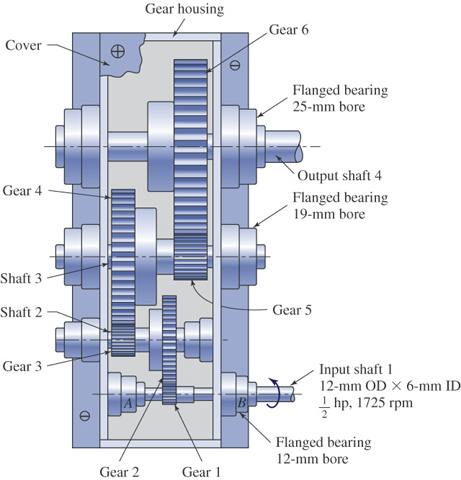 Gear housing
Cover
Gear 6
Flanged bearing
25-mm bore
Output shaft 4
Gear 4
Flanged bearing
19-mm bore
Shaft 3
Shaft 2
Gear 5
Gear 3
Input shaft 1
12-mm OD × 6-mm ID
1/2 hp, 1725 rpm
A
B
Flanged bearing
12-mm bore
Gear 2
Gear 1